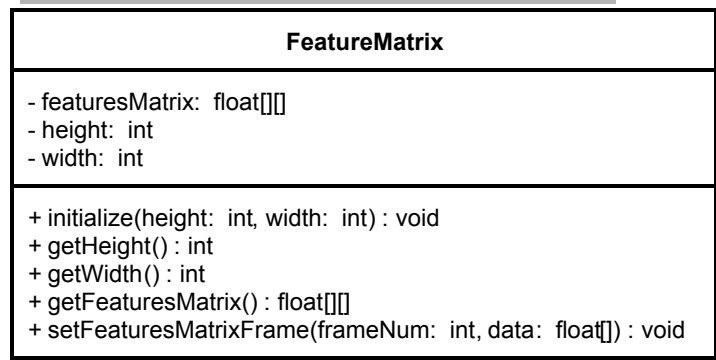 FeatureMatrix
- featuresMatrix: float[][]
- height: int
- width: int
+ initialize(height: int, width: int) : void
+ getHeight() : int
+ getWidth() : int
+ getFeaturesMatrix() : float[][]
+ setFeaturesMatrixFrame(frameNum: int, data: float[]) : void